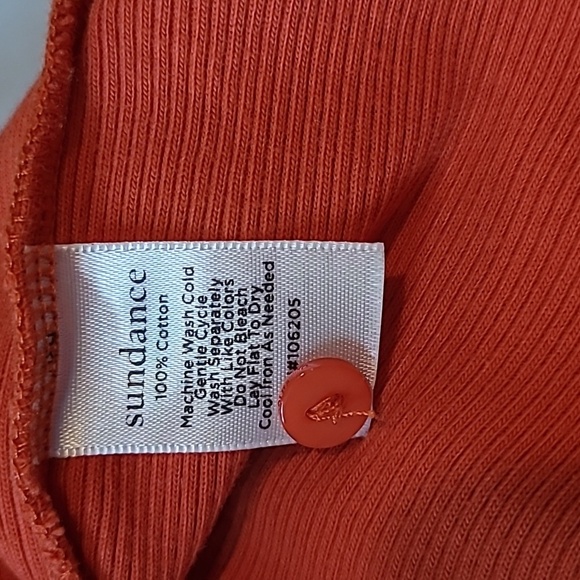 sundance
100% Cotton
Machine Wash Cold
Gentle Cycle
Wash Separately
With Like Colors
Do Not Bleach
Lay Flat To Dry
Cool Iron As Needed
#106205